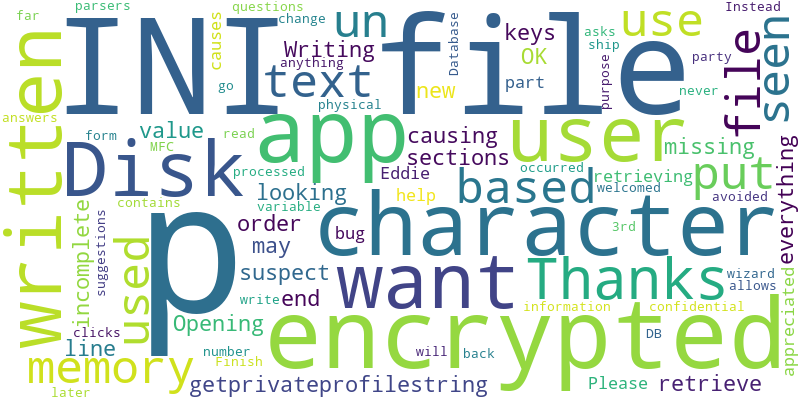 far
parsers
questions
Instead
causes
INI file
un
change
Database
keys
asks
ship
use
file
seen
Writing
anything
OK
text
new
part
physical
purpose
party
go
never
answers
written
form
value
read
MFC
app
causing
sections
user
missing
Disk
processed
Eddie
occurred
retrieving
put
everything
looking
variable
help
based
welcomed
avoided
contains
incomplete
suggestions
used
p
order
bug
character
3rd
may
suspect
want
Thanks
wizard
allows
write
end
encrypted
information
confidential
appreciated
Opening
clicks
line
number
will
back
DB
memory
Finish
getprivateprofilestring
Please
retrieve
later